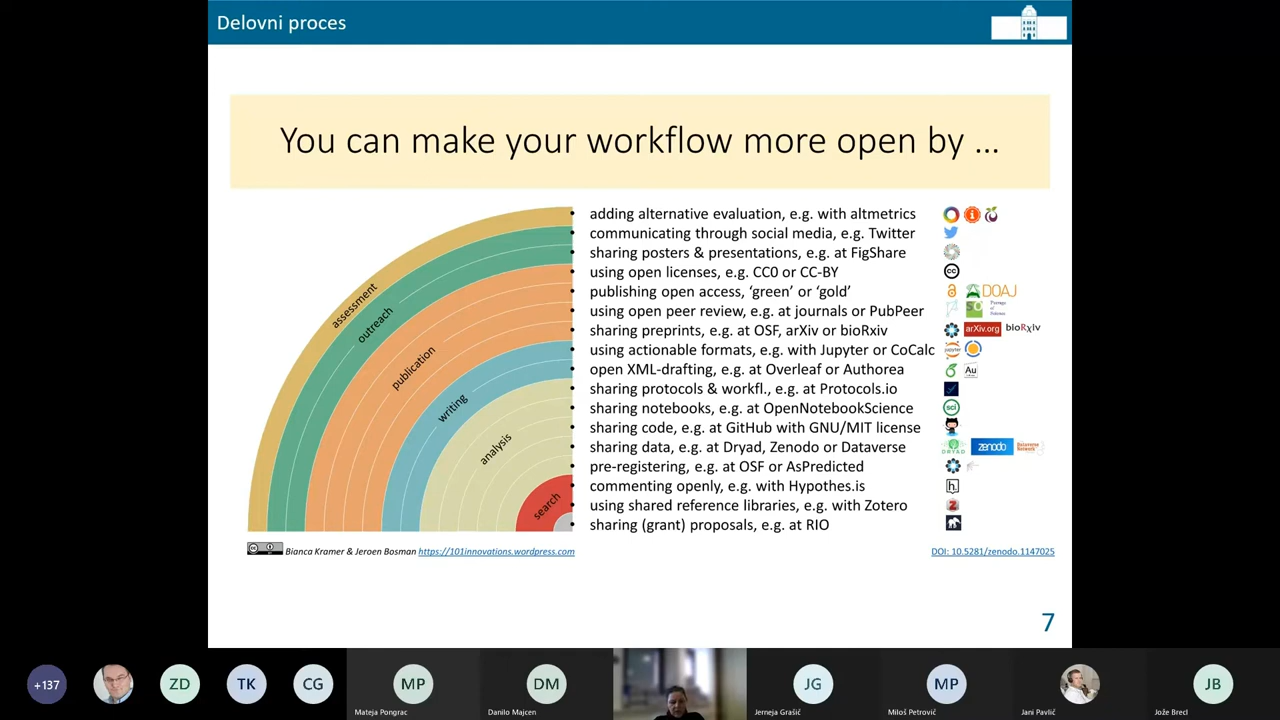 Delovni proces
You can make your workflow more open by ...
• adding alternative evaluation, e.g. with altmetrics
• communicating through social media, e.g. Twitter
• sharing posters & presentations, e.g. at FigShare
• using open licenses, e.g. CC0 or CC-BY
• publishing open access, ‘green’ or ‘gold’
• using open peer review, e.g. at journals or PubPeer
• sharing preprints, e.g. at OSF, arXiv or bioRxiv
• using actionable formats, e.g. with Jupyter or CoCalc
• open XML-drafting, e.g. at Overleaf or Authorea
• sharing protocols & workfl., e.g. at Protocols.io
• sharing notebooks, e.g. at OpenNotebookScience
• sharing code, e.g. at GitHub with GNU/MIT license
• sharing data, e.g. at Dryad, Zenodo or Dataverse
• pre-registering, e.g. at OSF or AsPredicted
• commenting openly, e.g. with Hypothes.is
• using shared reference libraries, e.g. with Zotero
• sharing (grant) proposals, e.g. at RIO
assessment
outreach
publication
writing
analysis
search
cc
DOAJ
arXiv.org
bioRxiv
jupyter
Au
sci
DRYAD
zenodo
h.
Z
Bianca Kramer & Jeroen Bosman https://101innovations.wordpress.com
DOI: 10.5281/zenodo.1147025
7
+137
ZD
TK
CG
MP
Mateja Pongrac
DM
Danilo Majcen
JG
Jerneja Grašič
MP
Miloš Petrovič
Jani Pavlič
JB
Jože Brecl